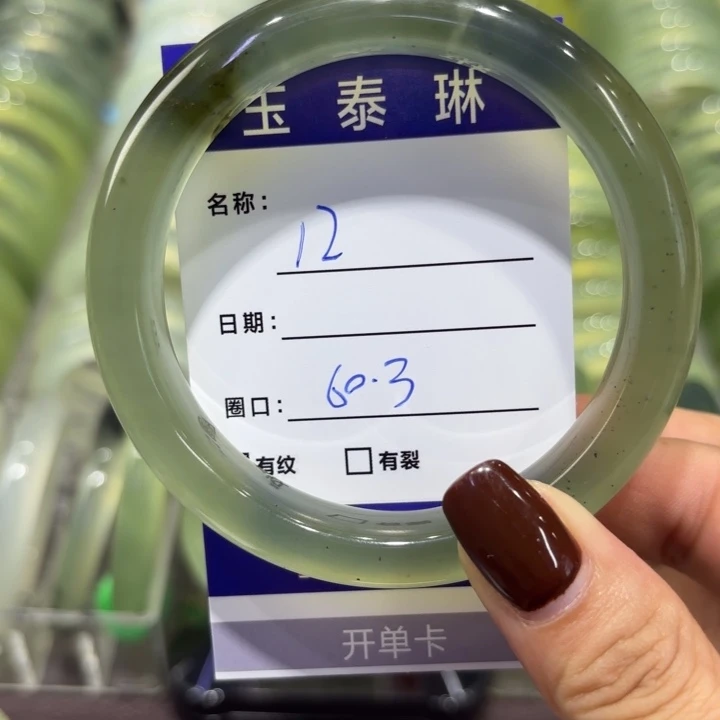 玉泰琳
名称: 12
日期:
圈口: 60.3
有纹 □有裂
开单卡